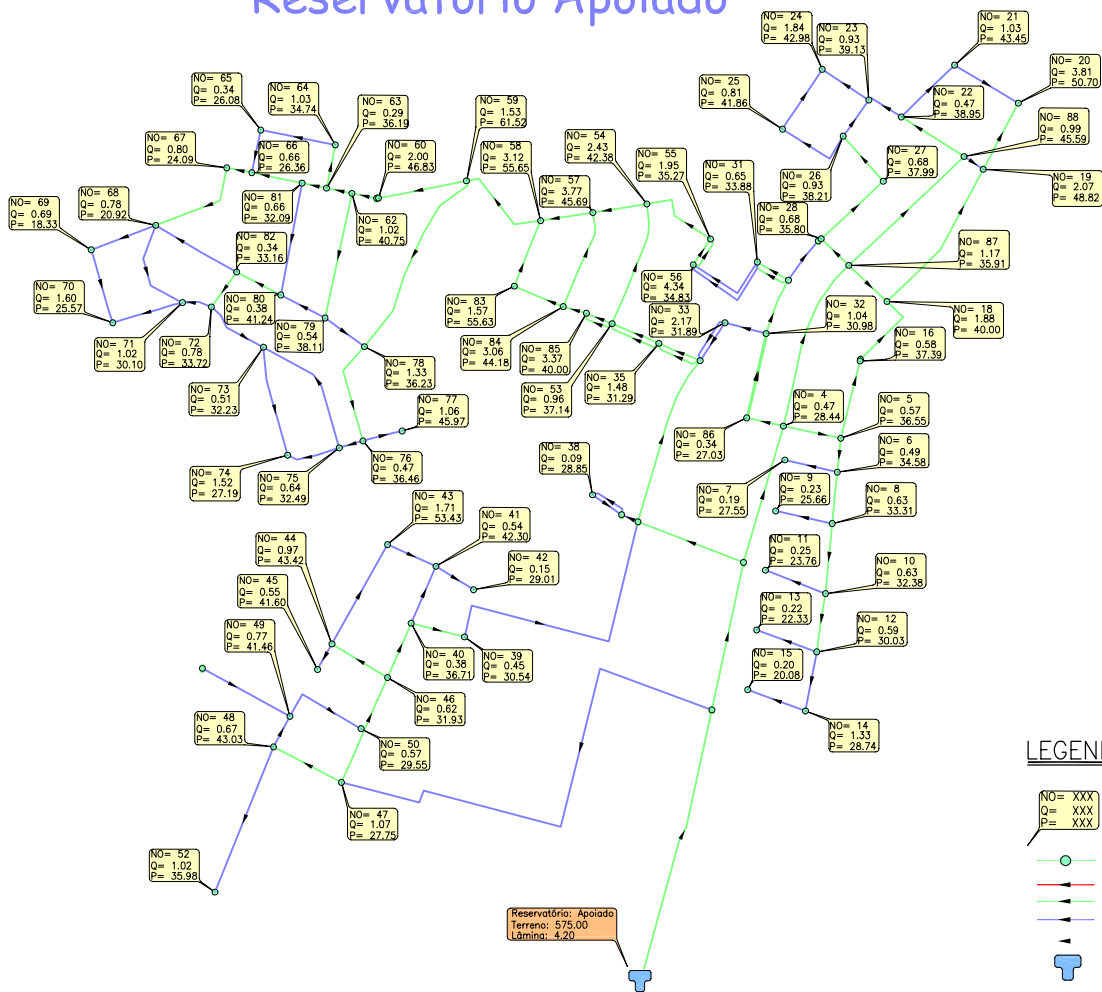 Reservatório Apoiado
NO= 24
Q= 1.84
P= 42.98
NO= 23
Q= 0.93
P= 39.13
NO= 21
Q= 1.03
P= 43.45
NO= 20
Q= 3.81
P= 50.70
NO= 25
Q= 0.81
P= 41.86
NO= 22
Q= 0.47
P= 38.95
NO= 88
Q= 0.99
P= 45.59
NO= 65
Q= 0.34
P= 26.08
NO= 64
Q= 1.03
P= 34.74
NO= 63
Q= 0.29
P= 36.19
NO= 59
Q= 1.53
P= 61.52
NO= 67
Q= 0.80
P= 24.09
NO= 66
Q= 0.66
P= 26.36
NO= 60
Q= 2.00
P= 46.83
NO= 58
Q= 3.12
P= 55.65
NO= 54
Q= 2.43
P= 42.38
NO= 55
Q= 1.95
P= 35.27
NO= 31
Q= 0.65
P= 33.88
NO= 26
Q= 0.93
P= 38.21
NO= 27
Q= 0.68
P= 37.99
NO= 19
Q= 2.07
P= 48.82
NO= 57
Q= 3.77
P= 45.69
NO= 68
Q= 0.78
P= 20.92
NO= 69
Q= 0.69
P= 18.33
NO= 81
Q= 0.66
P= 32.09
NO= 62
Q= 1.02
P= 40.75
NO= 28
Q= 0.68
P= 35.80
NO= 82
Q= 0.34
P= 33.16
NO= 87
Q= 1.17
P= 35.91
NO= 56
Q= 4.34
P= 34.83
NO= 70
Q= 1.60
P= 25.57
NO= 80
Q= 0.38
P= 41.24
NO= 83
Q= 1.57
P= 55.63
NO= 33
Q= 2.17
P= 31.89
NO= 32
Q= 1.04
P= 30.98
NO= 18
Q= 1.88
P= 40.00
NO= 79
Q= 0.54
P= 38.11
NO= 71
Q= 1.02
P= 30.10
NO= 72
Q= 0.78
P= 33.72
NO= 84
Q= 3.06
P= 44.18
NO= 85
Q= 3.37
P= 40.00
NO= 16
Q= 0.58
P= 37.39
NO= 78
Q= 1.33
P= 36.23
NO= 73
Q= 0.51
P= 32.23
NO= 53
Q= 0.96
P= 37.14
NO= 35
Q= 1.48
P= 31.29
NO= 77
Q= 1.06
P= 45.97
NO= 4
Q= 0.47
P= 28.44
NO= 5
Q= 0.57
P= 36.55
NO= 86
Q= 0.34
P= 27.03
NO= 6
Q= 0.49
P= 34.58
NO= 38
Q= 0.09
P= 28.85
NO= 74
Q= 1.52
P= 27.19
NO= 75
Q= 0.64
P= 32.49
NO= 76
Q= 0.47
P= 36.46
NO= 7
Q= 0.19
P= 27.55
NO= 9
Q= 0.23
P= 25.66
NO= 8
Q= 0.63
P= 33.31
NO= 43
Q= 1.71
P= 53.43
NO= 41
Q= 0.54
P= 42.30
NO= 44
Q= 0.97
P= 43.42
NO= 42
Q= 0.15
P= 29.01
NO= 11
Q= 0.25
P= 23.76
NO= 10
Q= 0.63
P= 32.38
NO= 45
Q= 0.55
P= 41.60
NO= 13
Q= 0.22
P= 22.33
NO= 12
Q= 0.59
P= 30.03
NO= 49
Q= 0.77
P= 41.46
NO= 40
Q= 0.38
P= 36.71
NO= 39
Q= 0.45
P= 30.54
NO= 15
Q= 0.20
P= 20.08
NO= 46
Q= 0.62
P= 31.93
NO= 48
Q= 0.67
P= 43.03
NO= 50
Q= 0.57
P= 29.55
NO= 14
Q= 1.33
P= 28.74
NO= 47
Q= 1.07
P= 27.75
NO= 52
Q= 1.02
P= 35.98
Reservatório: Apoiado
Terreno: 575.00
Lâmina: 4.20
LEGEN
NO= XXX
Q= XXX
P= XXX